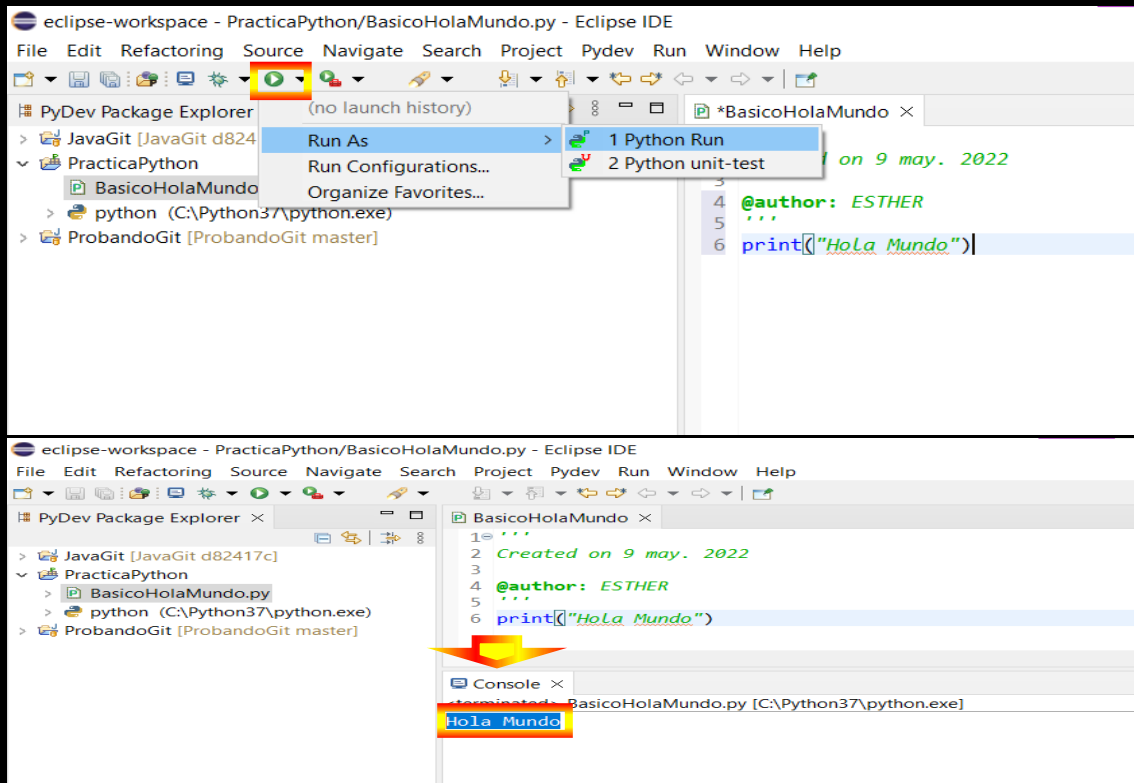 eclipse-workspace - PracticaPython/BasicoHolaMundo.py - Eclipse IDE
File Edit Refactoring Source Navigate Search Project Pydev Run Window Help
PyDev Package Explorer
(no launch history)
*BasicoHolaMundo
JavaGit [JavaGit d824
Run As
1 Python Run
PracticaPython
Run Configurations...
2 Python unit-test
on 9 may. 2022
3
BasicoHolaMundo
Organize Favorites...
4 @author: ESTHER
python (C:\Python37\python.exe)
5 '''
ProbandoGit [ProbandoGit master]
6 print("Hola Mundo")
eclipse-workspace - PracticaPython/BasicoHolaMundo.py - Eclipse IDE
File Edit Refactoring Source Navigate Search Project Pydev Run Window Help
PyDev Package Explorer
JavaGit [JavaGit d82417c]
PracticaPython
BasicoHolaMundo.py
python (C:\Python37\python.exe)
ProbandoGit [ProbandoGit master]
BasicoHolaMundo
1 '''
2 Created on 9 may. 2022
3
4 @author: ESTHER
5 '''
6 print("Hola Mundo")
Console
<terminated> BasicoHolaMundo.py [C:\Python37\python.exe]
Hola Mundo